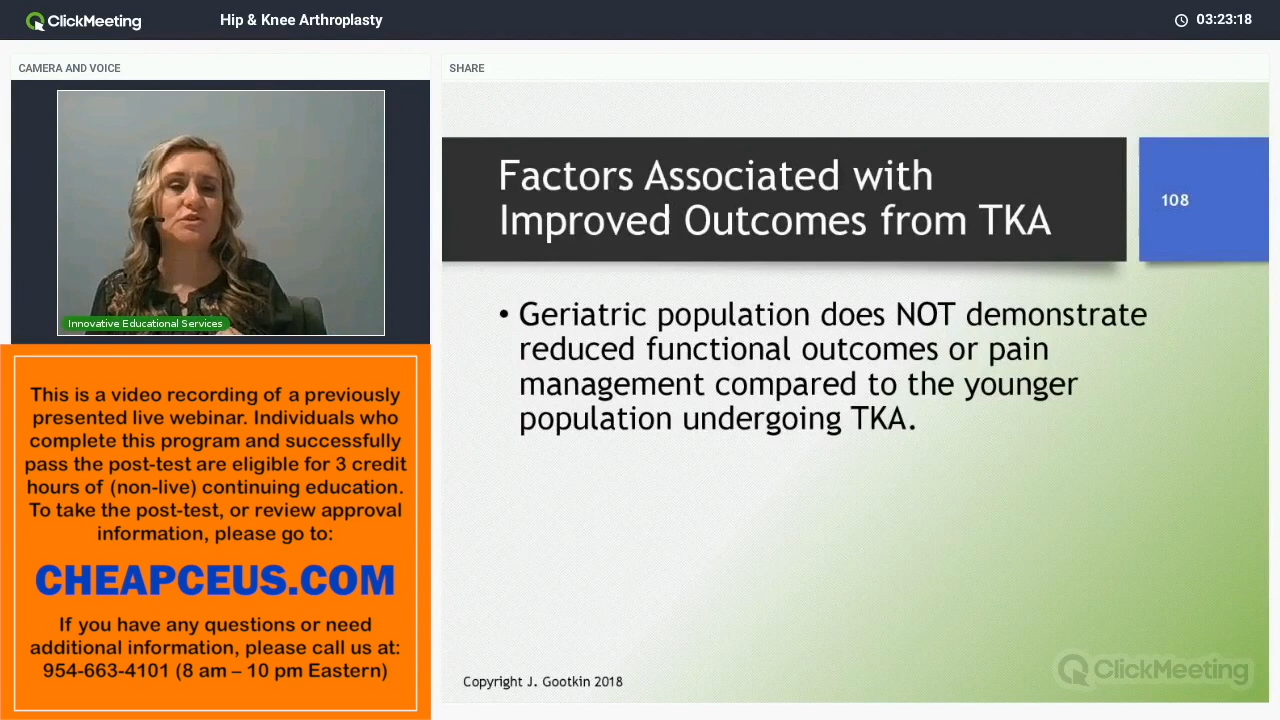 ClickMeeting
Hip & Knee Arthroplasty
03:23:18
CAMERA AND VOICE
Innovative Educational Services
This is a video recording of a previously
presented live webinar. Individuals who
complete this program and successfully
pass the post-test are eligible for 3 credit
hours of (non-live) continuing education.
To take the post-test, or review approval
information, please go to:
CHEAPCEUS.COM
If you have any questions or need
additional information, please call us at:
954-663-4101 (8 am – 10 pm Eastern)
SHARE
Factors Associated with
Improved Outcomes from TKA
108
• Geriatric population does NOT demonstrate
reduced functional outcomes or pain
management compared to the younger
population undergoing TKA.
Copyright J. Gootkin 2018
ClickMeeting